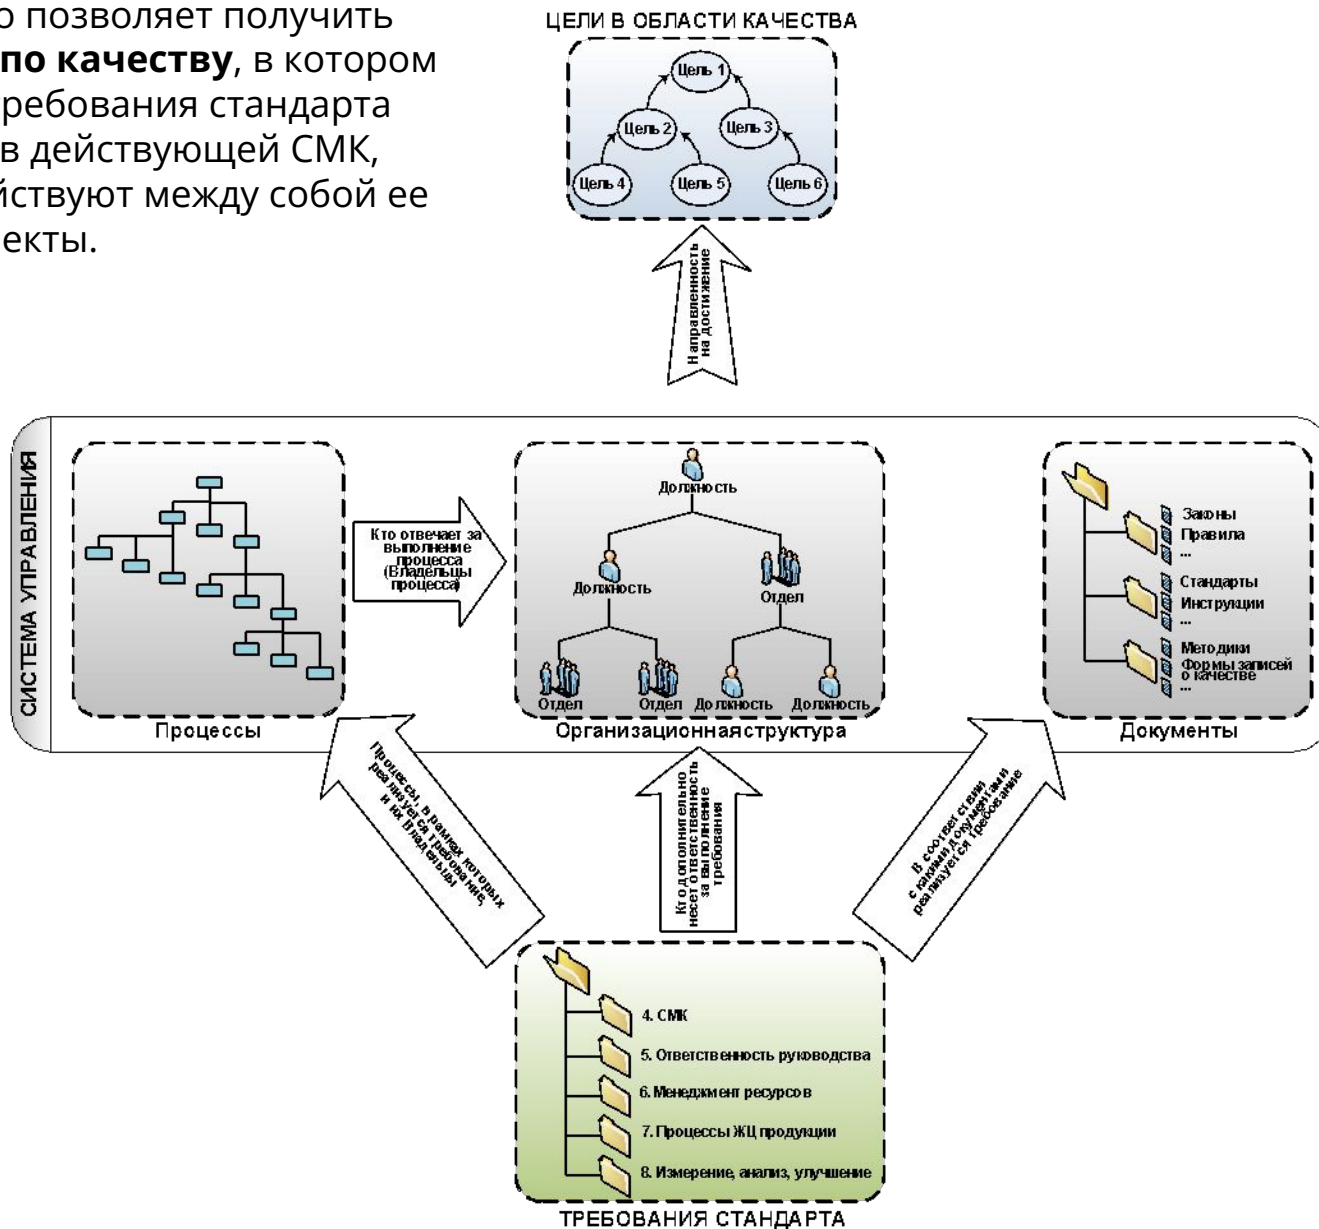 о позволяет получить
по качеству, в котором
требования стандарта
в действующей СМК,
йствуют между собой ее
екты.
ЦЕЛИ В ОБЛАСТИ КАЧЕСТВА
Цель 1
Цель 2
Цель 3
Цель 4
Цель 5
Цель 6
Направленность
на достижение
СИСТЕМА УПРАВЛЕНИЯ
Процессы
Кто отвечает за
выполнение
процесса
(Владельцы
процесса)
Должность
Должность
Отдел
Отдел
Отдел
Должность
Должность
Организационнаяструктура
Законы
Правила
...
Стандарты
Инструкции
...
Методики
Формы записей
о качестве
...
Документы
Процессы, в рамках которых
реализуется требование,
и их Владельцы
Кто дополнительно
несет ответственность
за выполнение
требования
В соответствии
с какими документами
реализуется требование
4. СМК
5. Ответственность руководства
6. Менеджмент ресурсов
7. Процессы ЖЦ продукции
8. Измерение, анализ, улучшение
ТРЕБОВАНИЯ СТАНДАРТА